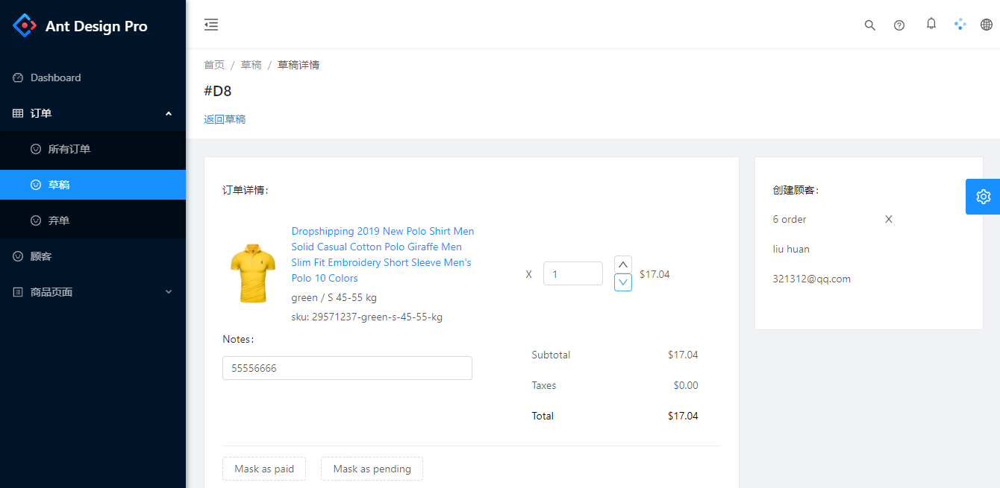 Ant Design Pro
Dashboard
订单
所有订单
草稿
弃单
顾客
商品页面
首页 / 草稿 / 草稿详情
#D8
返回草稿
订单详情:
Dropshipping 2019 New Polo Shirt Men
Solid Casual Cotton Polo Giraffe Men
Slim Fit Embroidery Short Sleeve Men's
Polo 10 Colors
green / S 45-55 kg
sku: 29571237-green-s-45-55-kg
X 1 $17.04
Notes:
55556666
Subtotal $17.04
Taxes $0.00
Total $17.04
Mask as paid Mask as pending
创建顾客:
6 order X
liu huan
321312@qq.com